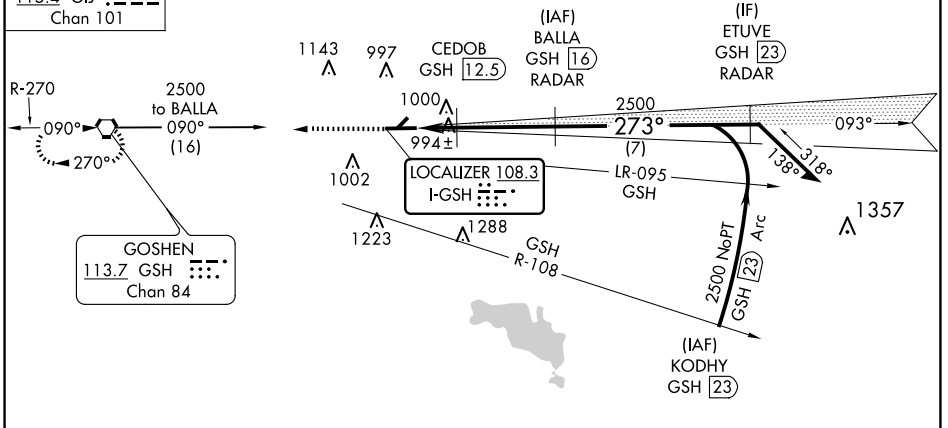 Chan 101
R-270
090°
270°
2500
to BALLA
090°
(16)
GOSHEN
113.7 GSH
Chan 84
1143
997
CEDOB
GSH 12.5
(IAF)
BALLA
GSH 16
RADAR
(IF)
ETUVE
GSH 23
RADAR
1000
994±
1002
2500
273°
(7)
093°
138°
318°
LOCALIZER 108.3
I-GSH
LR-095
GSH
1223
1288
GSH
R-108
2500 NoPT
GSH 23 Arc
1357
(IAF)
KODHY
GSH 23